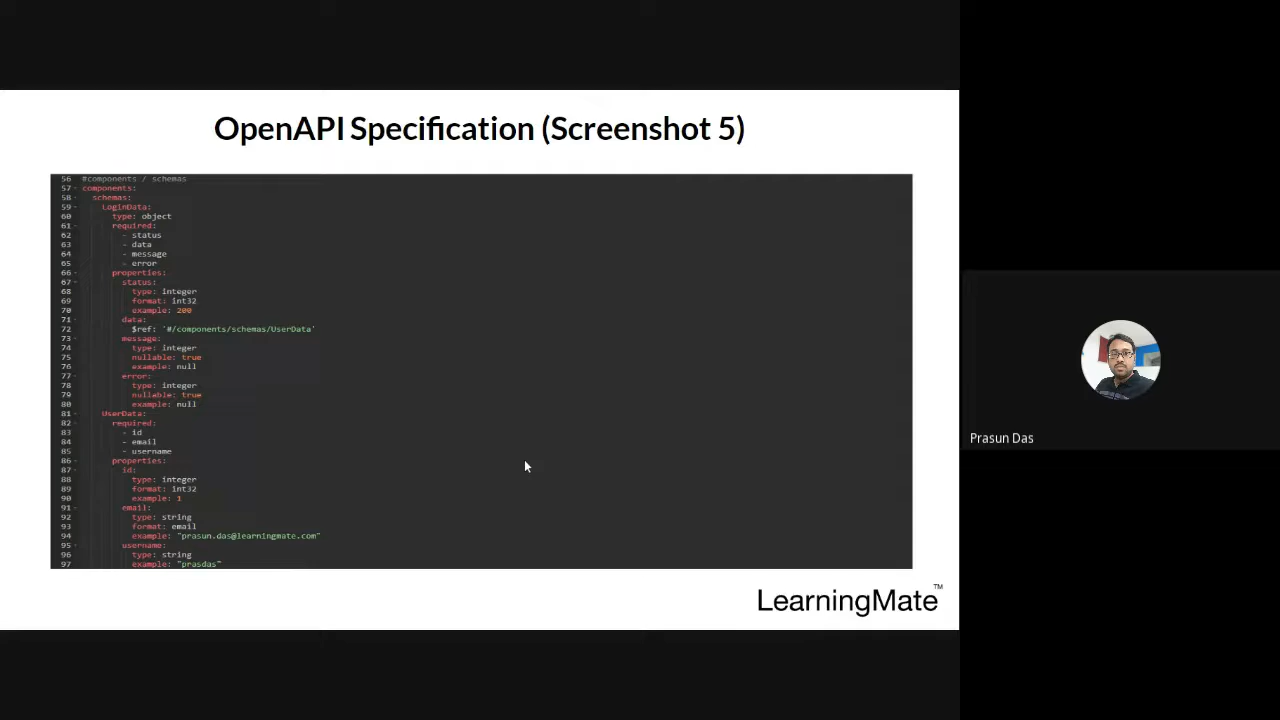 OpenAPI Specification (Screenshot 5)
56 #components / schemas
57 components:
58 schemas:
59 LoginData:
60 type: object
61 required:
62 - status
63 - data
64 - message
65 - error
66 properties:
67 status:
68 type: integer
69 format: int32
70 example: 200
71 data:
72 $ref: '#/components/schemas/UserData'
73 message:
74 type: integer
75 nullable: true
76 example: null
77 error:
78 type: integer
79 nullable: true
80 example: null
81 UserData:
82 required:
83 - id
84 - email
85 - username
86 properties:
87 id:
88 type: integer
89 format: int32
90 example: 1
91 email:
92 type: string
93 format: email
94 example: "prasun.das@learningmate.com"
95 username:
96 type: string
97 example: "prasdas"
LearningMate™
Prasun Das